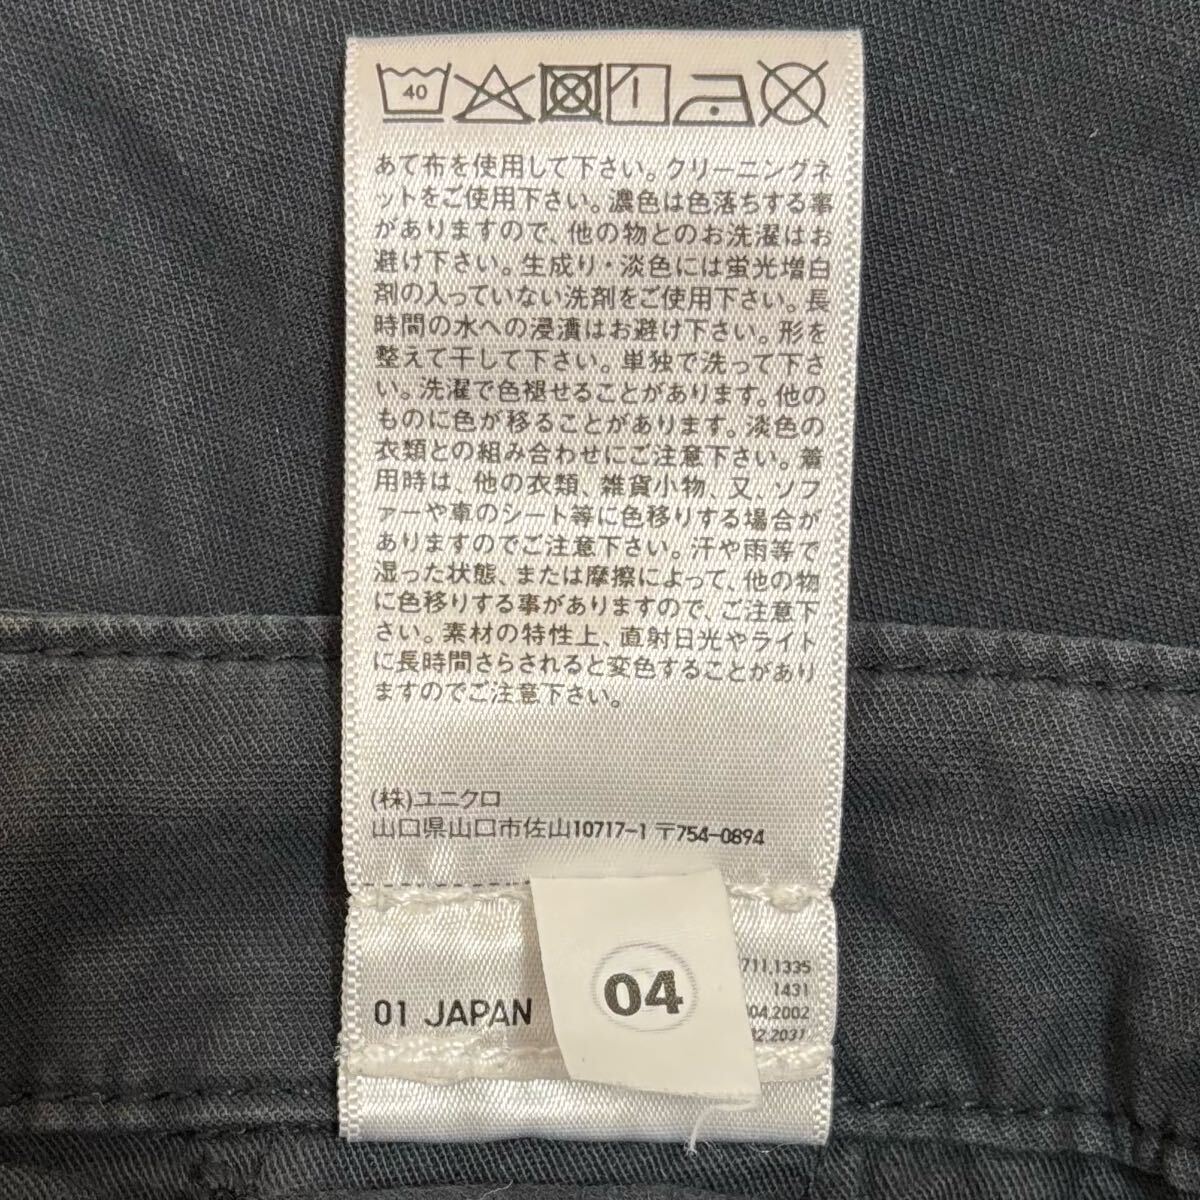 40
あて布を使用して下さい。クリーニングネ
ットをご使用下さい。濃色は色落ちする事
がありますので、他の物とのお洗濯はお
避け下さい。生成り・淡色には蛍光増白
剤の入っていない洗剤をご使用下さい。長
時間の水への浸漬はお避け下さい。形を
整えて干して下さい。単独で洗って下さ
い。洗濯で色褪せることがあります。他の
ものに色が移ることがあります。淡色の
衣類との組み合わせにご注意下さい。着
用時は、他の衣類、雑貨小物、又、ソフ
ァーや車のシート等に色移りする場合が
ありますのでご注意下さい。汗や雨等で
湿った状態、または摩擦によって、他の物
に色移りする事がありますので、ご注意下
さい。素材の特性上、直射日光やライト
に長時間さらされると変色することがあり
ますのでご注意下さい。
(株)ユニクロ
山口県山口市佐山10717-1 〒754-0894
01 JAPAN
04
711.1335
1431
04.2002
2.2031